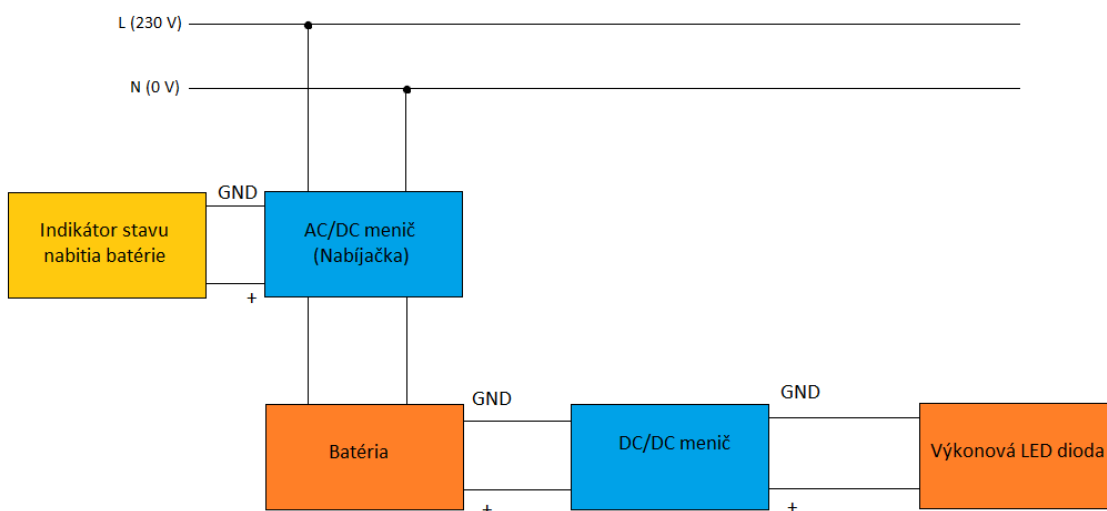 L (230 V)
N (0 V)
GND
Indikátor stavu
nabitia batérie
AC/DC menič
(Nabíjačka)
+
GND
GND
Batéria
DC/DC menič
Výkonová LED dioda
+
+